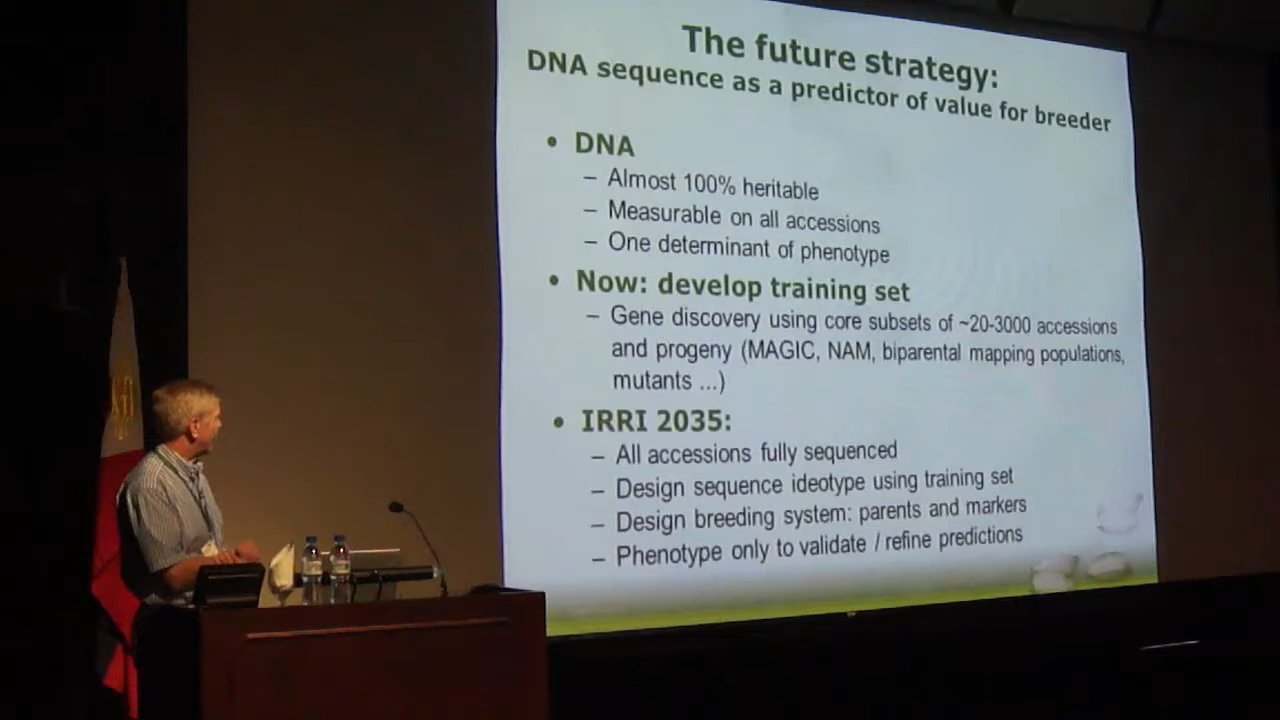 The future strategy:
DNA sequence as a predictor of value for breeder
• DNA
– Almost 100% heritable
– Measurable on all accessions
– One determinant of phenotype
• Now: develop training set
– Gene discovery using core subsets of ~20-3000 accessions
and progeny (MAGIC, NAM, biparental mapping populations,
mutants ...)
• IRRI 2035:
– All accessions fully sequenced
– Design sequence ideotype using training set
– Design breeding system: parents and markers
– Phenotype only to validate / refine predictions